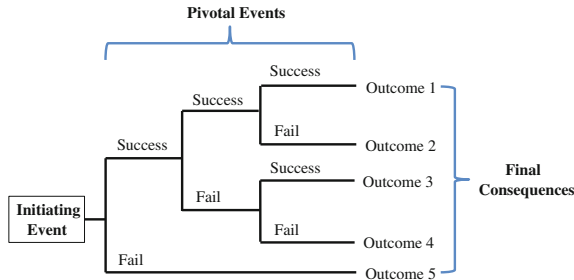 Pivotal Events
Success
Outcome 1
Success
Fail
Outcome 2
Success
Success
Outcome 3
Final
Consequences
Fail
Initiating
Event
Fail
Outcome 4
Fail
Outcome 5